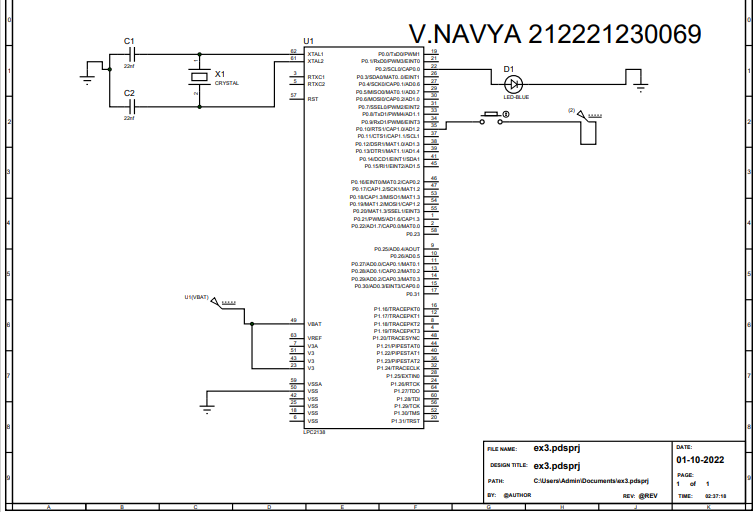 V.NAVYA 212221230069
C1
22nf
X1
CRYSTAL
C2
22nf
U1
62 XTAL1
61 XTAL2
3 RTXC1
5 RTXC2
57 RST
49 VBAT
63 VREF
7 V3A
51 V3
43 V3
23 V3
59 VSSA
50 VSS
42 VSS
25 VSS
18 VSS
6 VSS
P0.0/TxD0/PWM1 19
P0.1/RxD0/PWM3/EINT0 21
P0.2/SCL0/CAP0.0 22
P0.3/SDA0/MAT0.0/EINT1 26
P0.4/SCK0/CAP0.1/AD0.6 27
P0.5/MISO0/MAT0.1/AD0.7 29
P0.6/MOSI0/CAP0.2/AD1.0 30
P0.7/SSEL0/PWM2/EINT2 31
P0.8/TxD1/PWM4/AD1.1 33
P0.9/RxD1/PWM6/EINT3 34
P0.10/RTS1/CAP1.0/AD1.2 35
P0.11/CTS1/CAP1.1/SCL1 37
P0.12/DSR1/MAT1.0/AD1.3 38
P0.13/DTR1/MAT1.1/AD1.4 39
P0.14/DCD1/EINT1/SDA1 41
P0.15/RI1/EINT2/AD1.5 45
P0.16/EINT0/MAT0.2/CAP0.2 46
P0.17/CAP1.2/SCK1/MAT1.2 47
P0.18/CAP1.3/MISO1/MAT1.3 53
P0.19/MAT1.2/MOSI1/CAP1.2 54
P0.20/MAT1.3/SSEL1/EINT3 55
P0.21/PWM5/AD1.6/CAP1.3 1
P0.22/AD1.7/CAP0.0/MAT0.0 2
P0.23 58
P0.25/AD0.4/AOUT 9
P0.26/AD0.5 10
P0.27/AD0.0/CAP0.1/MAT0.1 11
P0.28/AD0.1/CAP0.2/MAT0.2 13
P0.29/AD0.2/CAP0.3/MAT0.3 14
P0.30/AD0.3/EINT3/CAP0.0 15
P0.31 17
P1.16/TRACEPKT0 16
P1.17/TRACEPKT1 12
P1.18/TRACEPKT2 8
P1.19/TRACEPKT3 4
P1.20/TRACESYNC 48
P1.21/PIPESTAT0 44
P1.22/PIPESTAT1 40
P1.23/PIPESTAT2 36
P1.24/TRACECLK 32
P1.25/EXTIN0 28
P1.26/RTCK 24
P1.27/TDO 64
P1.28/TDI 60
P1.29/TCK 56
P1.30/TMS 52
P1.31/TRST 20
LPC2138
1
2
D1
LED-BLUE
(2)
U1(VBAT)
FILE NAME: ex3.pdsprj
DESIGN TITLE: ex3.pdsprj
PATH: C:\Users\Admin\Documents\ex3.pdsprj
BY: @AUTHOR REV: @REV
DATE:
01-10-2022
PAGE:
1 of 1
TIME: 02:37:18
0
1
2
3
4
5
6
7
8
9
0
1
2
3
4
5
6
7
8
9
A B C D E F G H J K